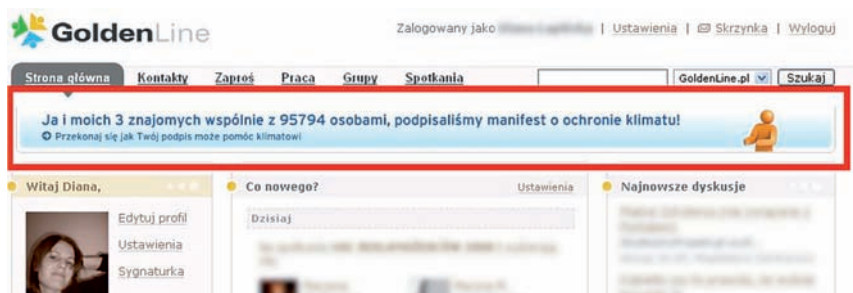 GoldenLine
Zalogowany jako | Ustawienia | Skrzynka | Wyloguj
Strona główna Kontakty Zaproś Praca Grupy Spotkania GoldenLine.pl Szukaj
Ja i moich 3 znajomych wspólnie z 95794 osobami, podpisaliśmy manifest o ochronie klimatu!
Przekonaj się jak Twój podpis może pomóc klimatowi
Witaj Diana,
Edytuj profil
Ustawienia
Sygnaturka
Co nowego? Ustawienia
Dzisiaj
Najnowsze dyskusje